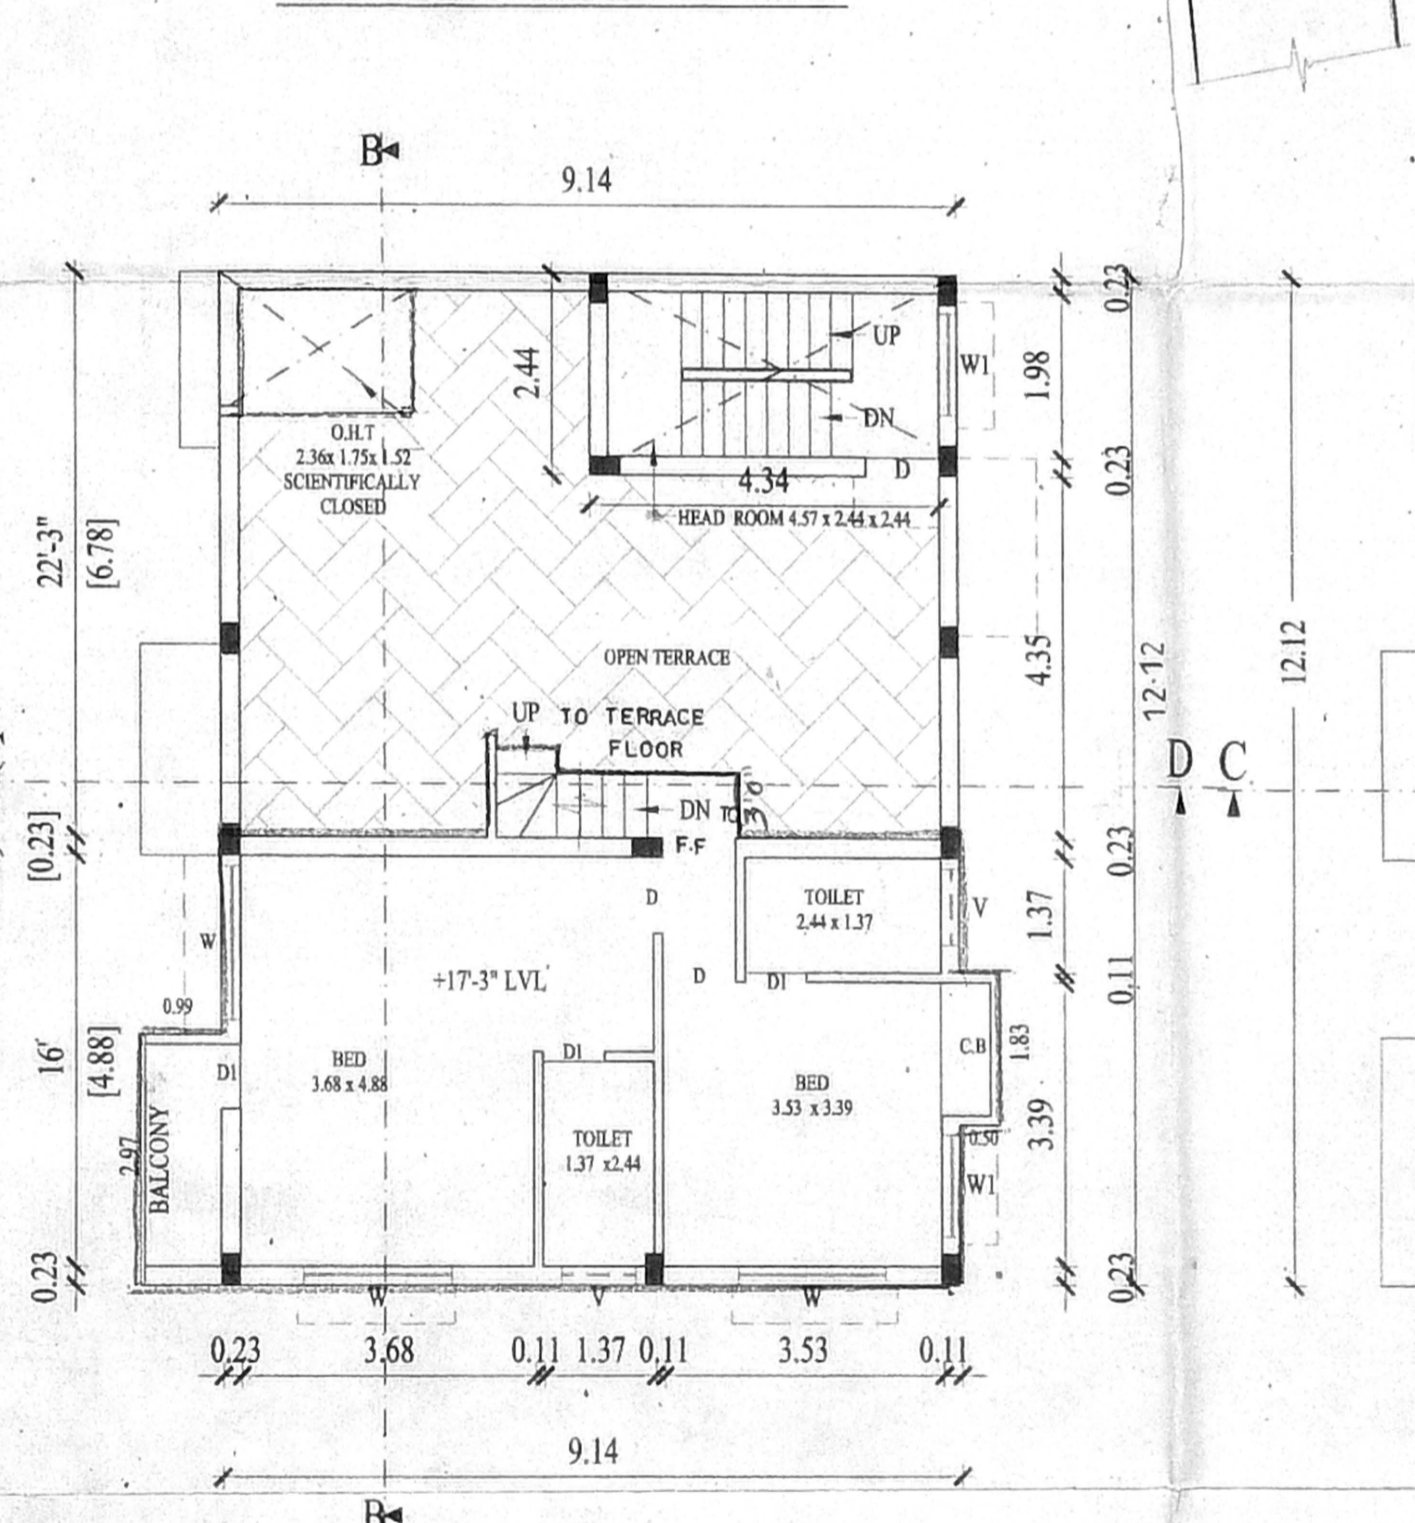 B
9.14
0.23
UP
W1
1.98
2.44
DN
O.H.T
2.36x 1.75x 1.52
SCIENTIFICALLY
CLOSED
4.34
D
0.23
HEAD ROOM 4.57 x 2.44 x 2.44
22'-3"
[6.78]
OPEN TERRACE
4.35
12.12
12.12
UP TO TERRACE
FLOOR
D C
DN TO 3'0"
F.F
[0.23]
0.23
TOILET
2.44 x 1.37
D
V
1.37
W
+17'-3" LVL
D
D1
0.11
0.99
16'
[4.88]
D1
BED
3.68 x 4.88
D1
C.B
1.83
BED
3.53 x 3.39
3.39
BALCONY
2.97
TOILET
1.37 x2.44
0.50
W1
0.23
0.23
W
V
W
0.23 3.68 0.11 1.37 0.11 3.53 0.11
9.14
B